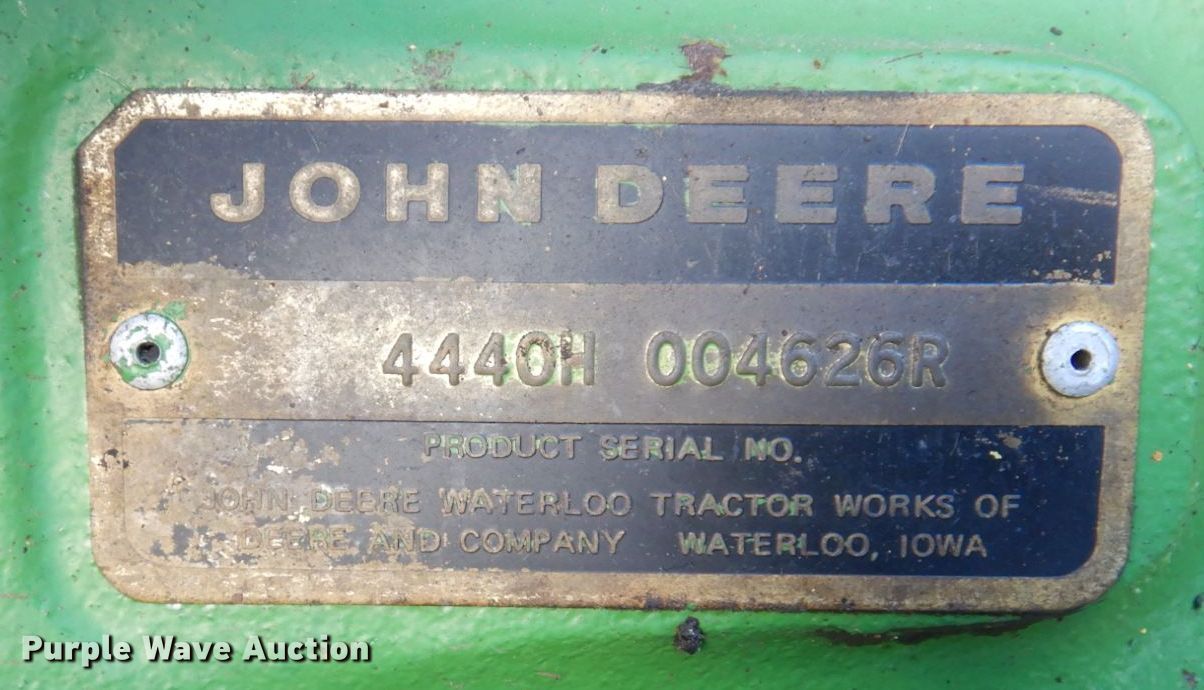 JOHN DEERE
4440H 004626R
PRODUCT SERIAL NO.
JOHN DEERE WATERLOO TRACTOR WORKS OF
DEERE AND COMPANY WATERLOO, IOWA
Purple Wave Auction